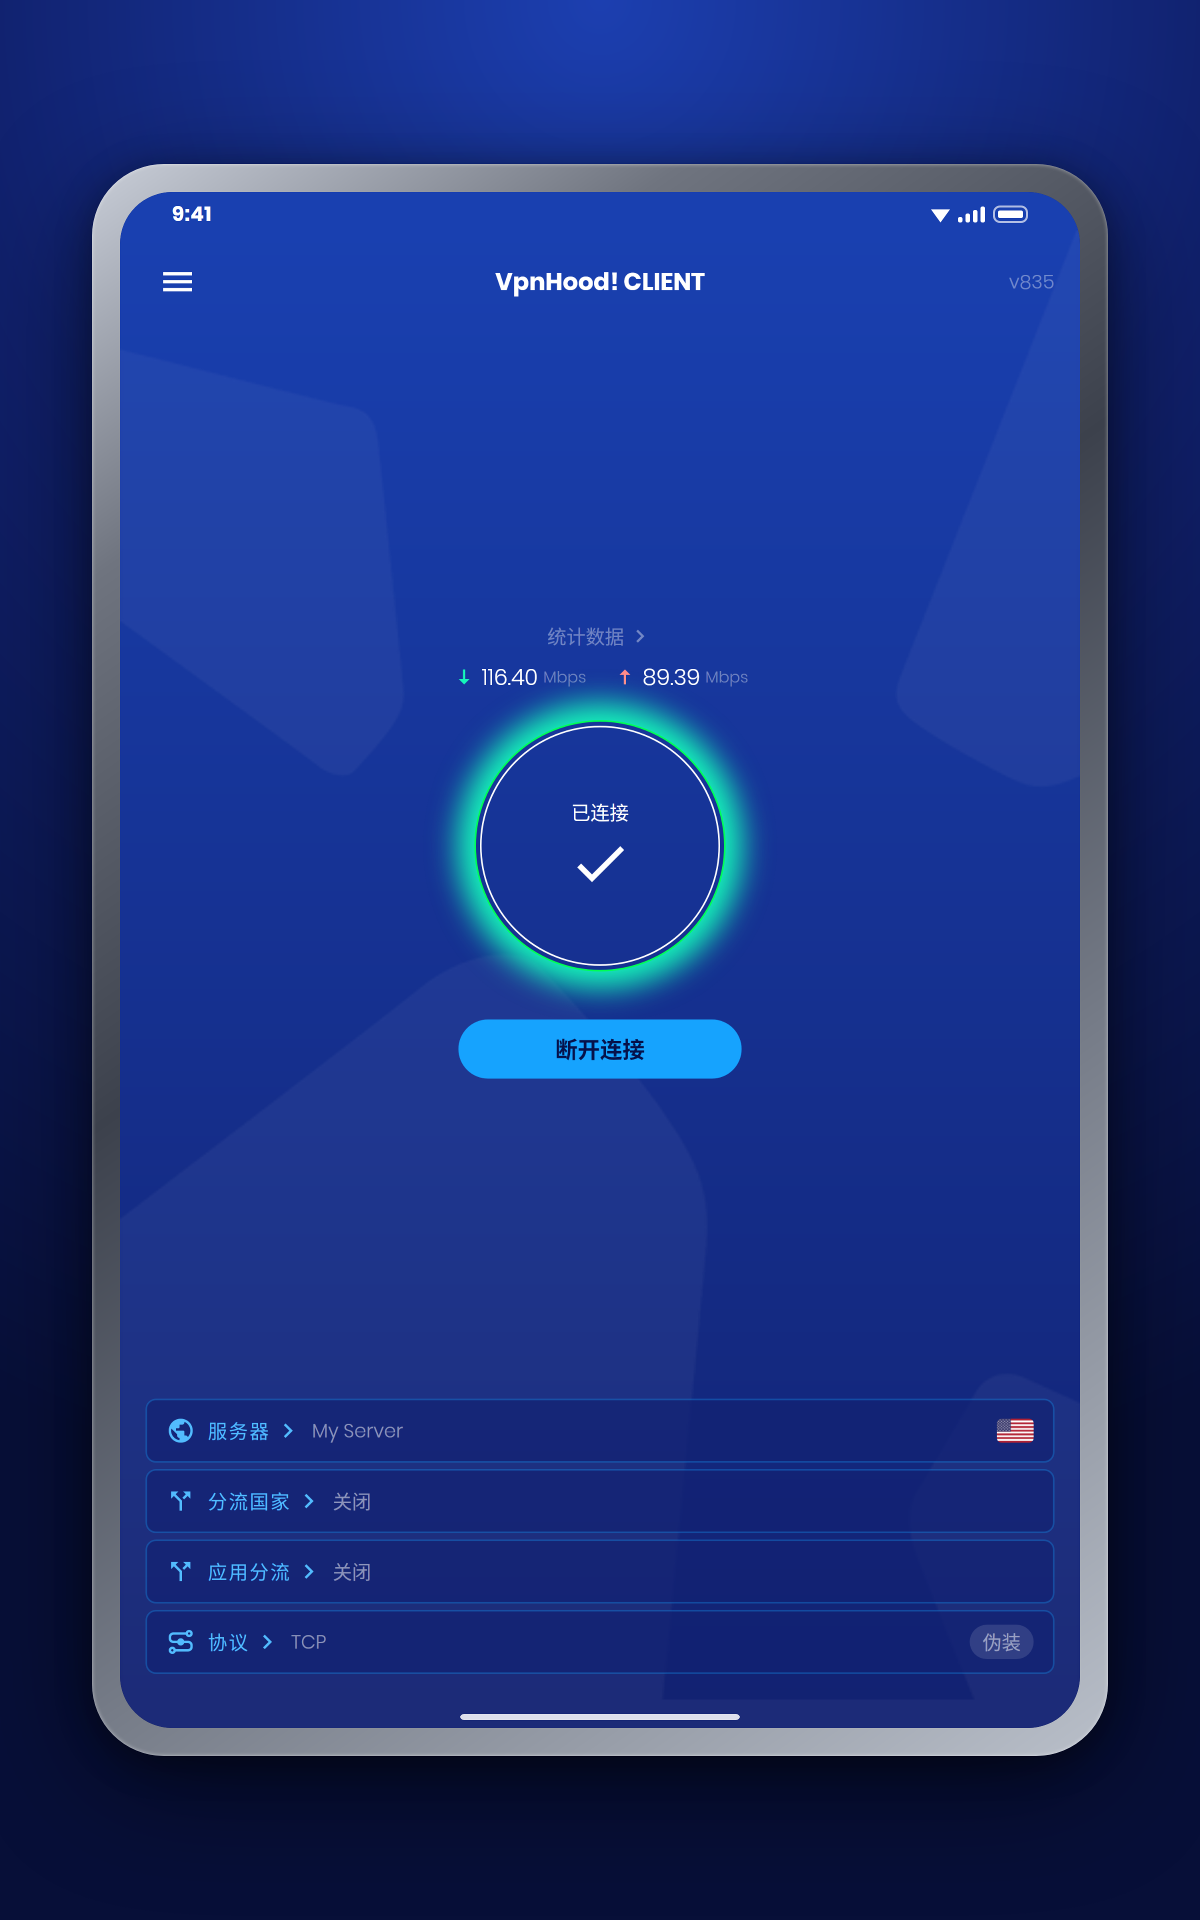 9:41
VpnHood! CLIENT
v835
统计数据
116.40 Mbps 89.39 Mbps
已连接
断开连接
服务器 My Server
分流国家 关闭
应用分流 关闭
协议 TCP 伪装